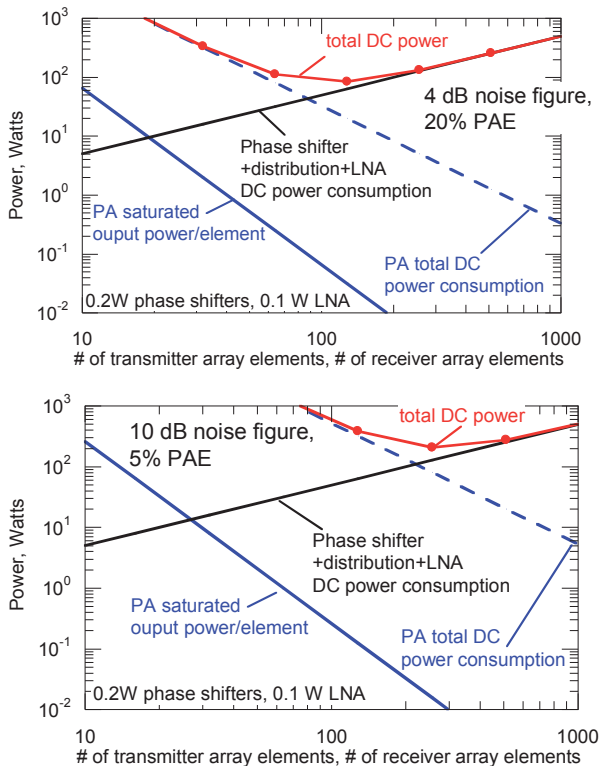 10³
10²
10¹
10⁰
10⁻¹
10⁻²
Power, Watts
total DC power
4 dB noise figure,
20% PAE
Phase shifter
+distribution+LNA
DC power consumption
PA saturated
ouput power/element
PA total DC
power consumption
0.2W phase shifters, 0.1 W LNA
10
100
1000
# of transmitter array elements, # of receiver array elements
10³
10²
10¹
10⁰
10⁻¹
10⁻²
Power, Watts
total DC power
10 dB noise figure,
5% PAE
Phase shifter
+distribution+LNA
DC power consumption
PA saturated
ouput power/element
PA total DC
power consumption
0.2W phase shifters, 0.1 W LNA
10
100
1000
# of transmitter array elements, # of receiver array elements